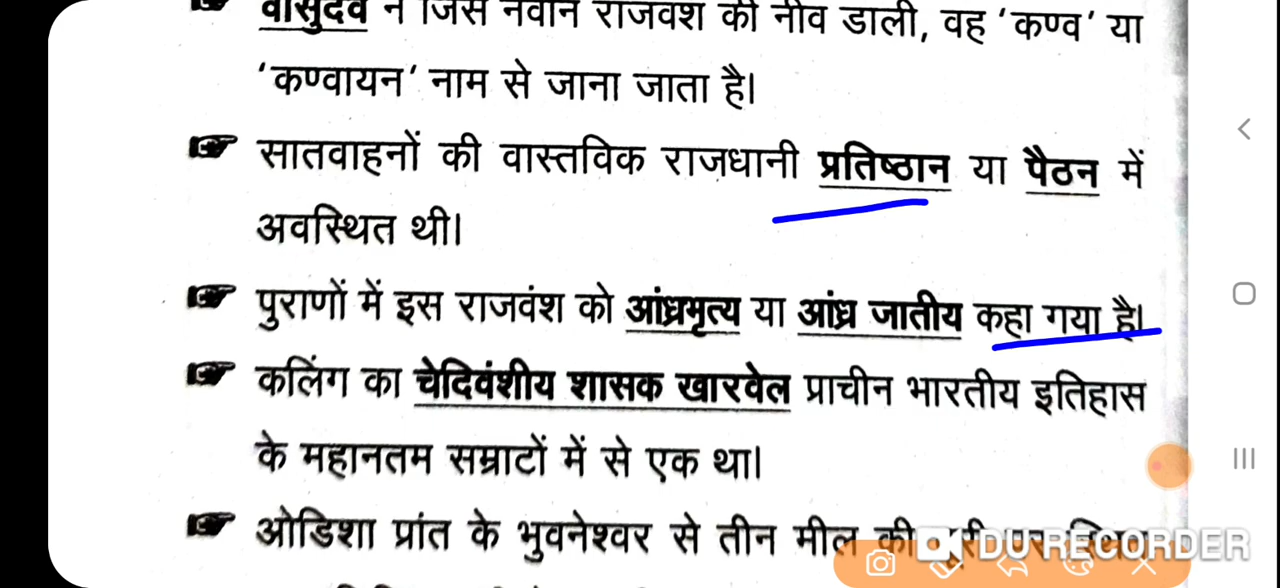 वासुदेव ने जिस नवीन राजवंश की नींव डाली, वह ‘कण्व’ या
‘कण्वायन’ नाम से जाना जाता है।
सातवाहनों की वास्तविक राजधानी प्रतिष्ठान या पैठन में
अवस्थित थी।
पुराणों में इस राजवंश को आंध्रमृत्य या आंध्र जातीय कहा गया है।
कलिंग का चेदिवंशीय शासक खारवेल प्राचीन भारतीय इतिहास
के महानतम सम्राटों में से एक था।
ओडिशा प्रांत के भुवनेश्वर से तीन मील की
DU RECORDER